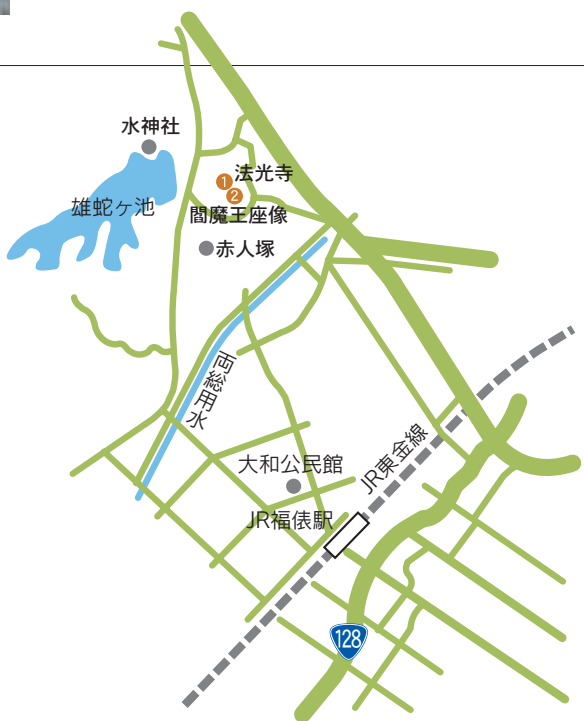 水神社
雄蛇ヶ池
1 法光寺
2
閻魔王座像
赤人塚
両総用水
大和公民館
JR東金線
JR福俵駅
128